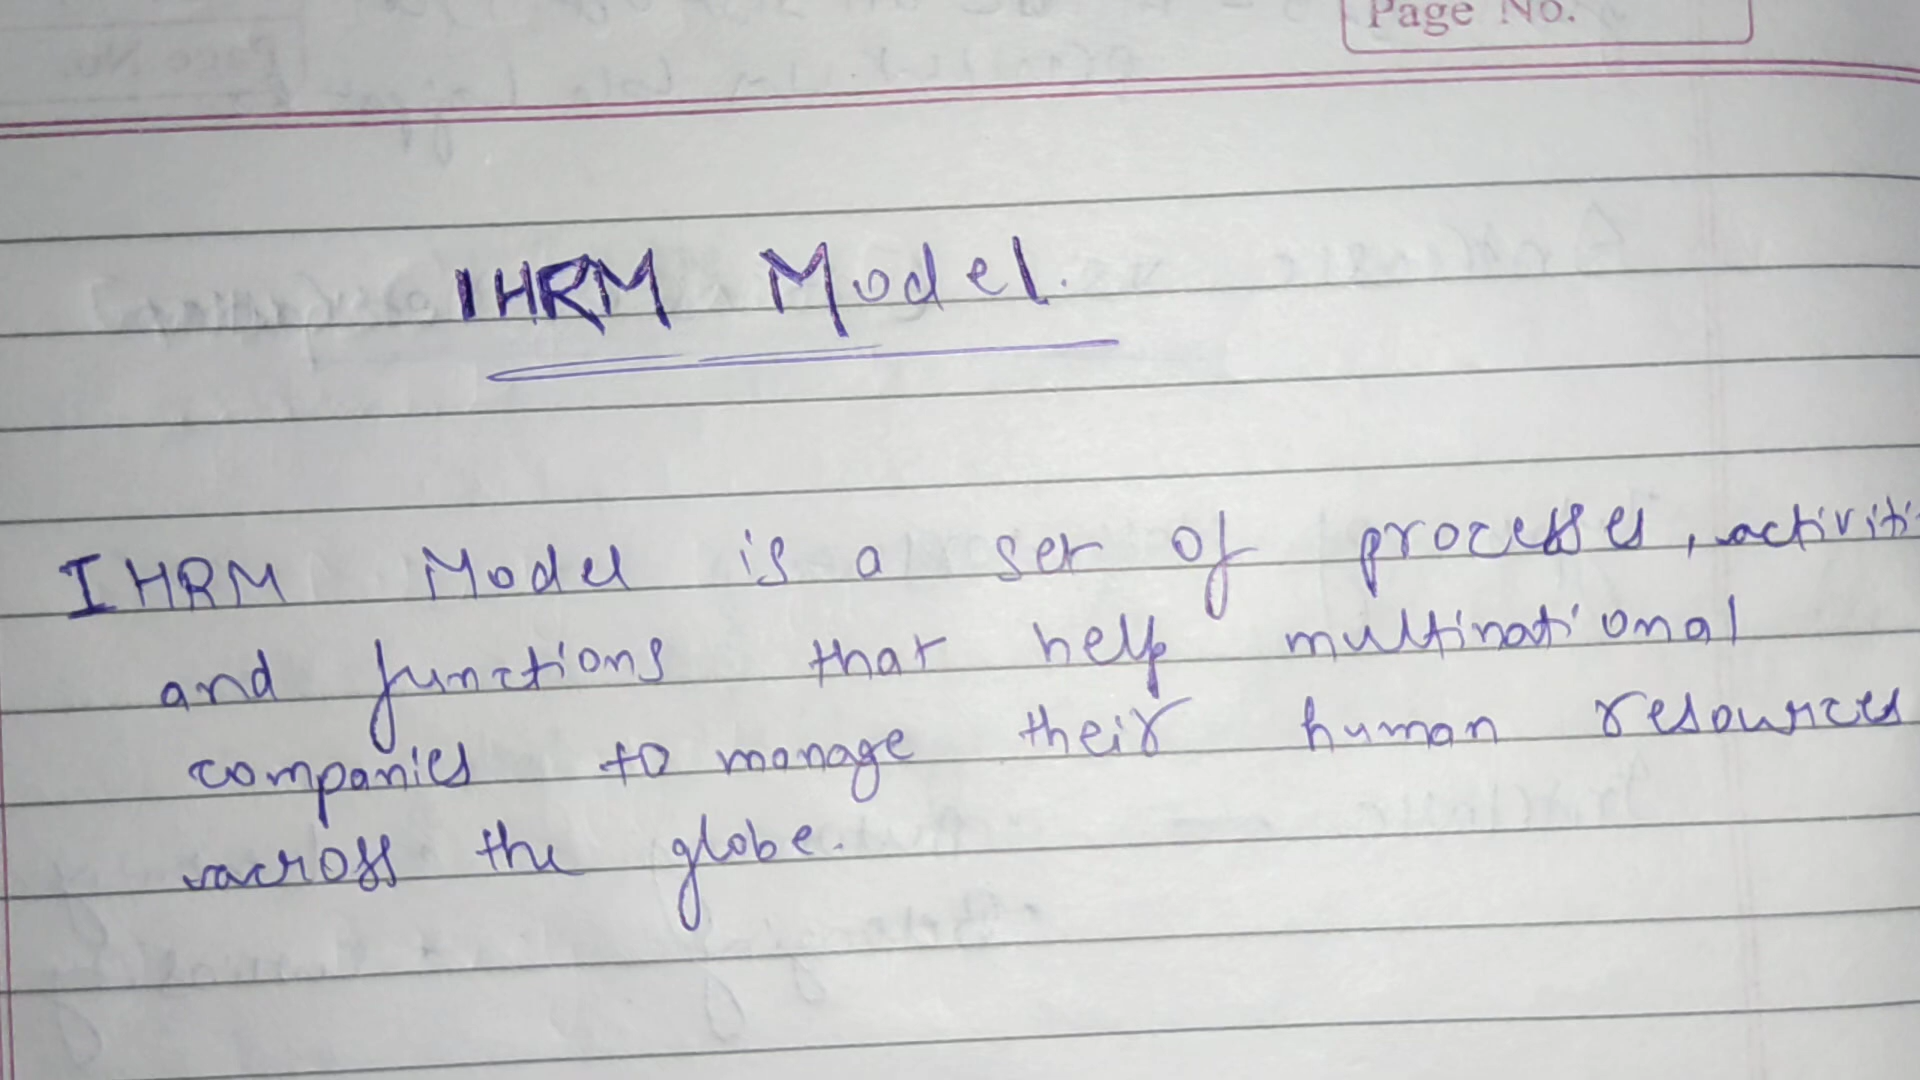 Page No.
IHRM Model.
IHRM Model is a set of processes, activiti
and functions that help multinational
companies to manage their human resources
across the globe.